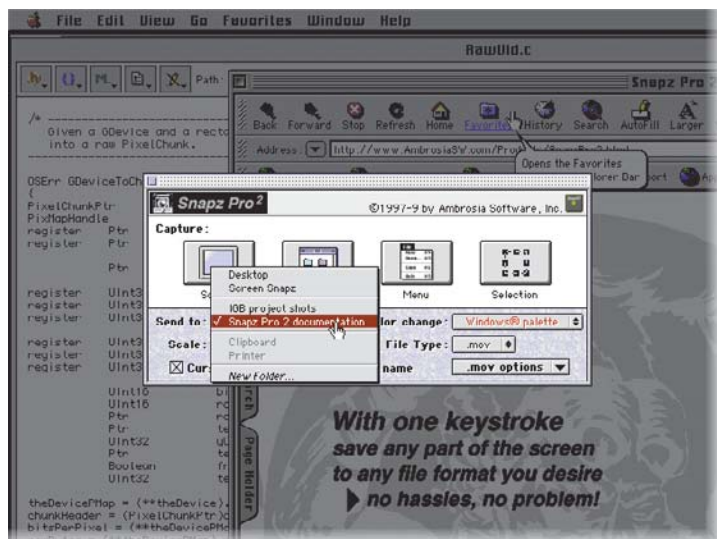 File Edit View Go Favorites Window Help
RawVId.c
Path:
Snapz Pro 2
/*
Given a GDevice and a recta
into a raw PixelChunk.
Back Forward Stop Refresh Home Favorites History Search AutoFill Larger
Address: http://www.AmbrosiaSW.com/
Opens the Favorites
OSErr GDeviceToCh
{
PixelChunkPtr
PixMapHandle
register Ptr
register Ptr
Ptr
register UInt3
register UInt3
register UInt3
register UInt3
register UInt3
register UInt3
UInt16
UInt16
Ptr
Ptr
UInt32
Ptr
Boolean
UInt32
theDevicePMap = (**theDevice).
chunkHeader = (PixelChunkPtr)
bitsPerPixel = (**theDevicePM
Snapz Pro 2
©1997-9 by Ambrosia Software, Inc.
Capture:
Menu
Selection
Send to:
Desktop
Screen Snapz
IGB project shots
✓ Snapz Pro 2 documentation
Clipboard
Printer
New Folder...
lor change: Windows® palette
Scale:
File Type: .mov
Cur
name
.mov options
Page Holder
With one keystroke
save any part of the screen
to any file format you desire
no hassles, no problem!